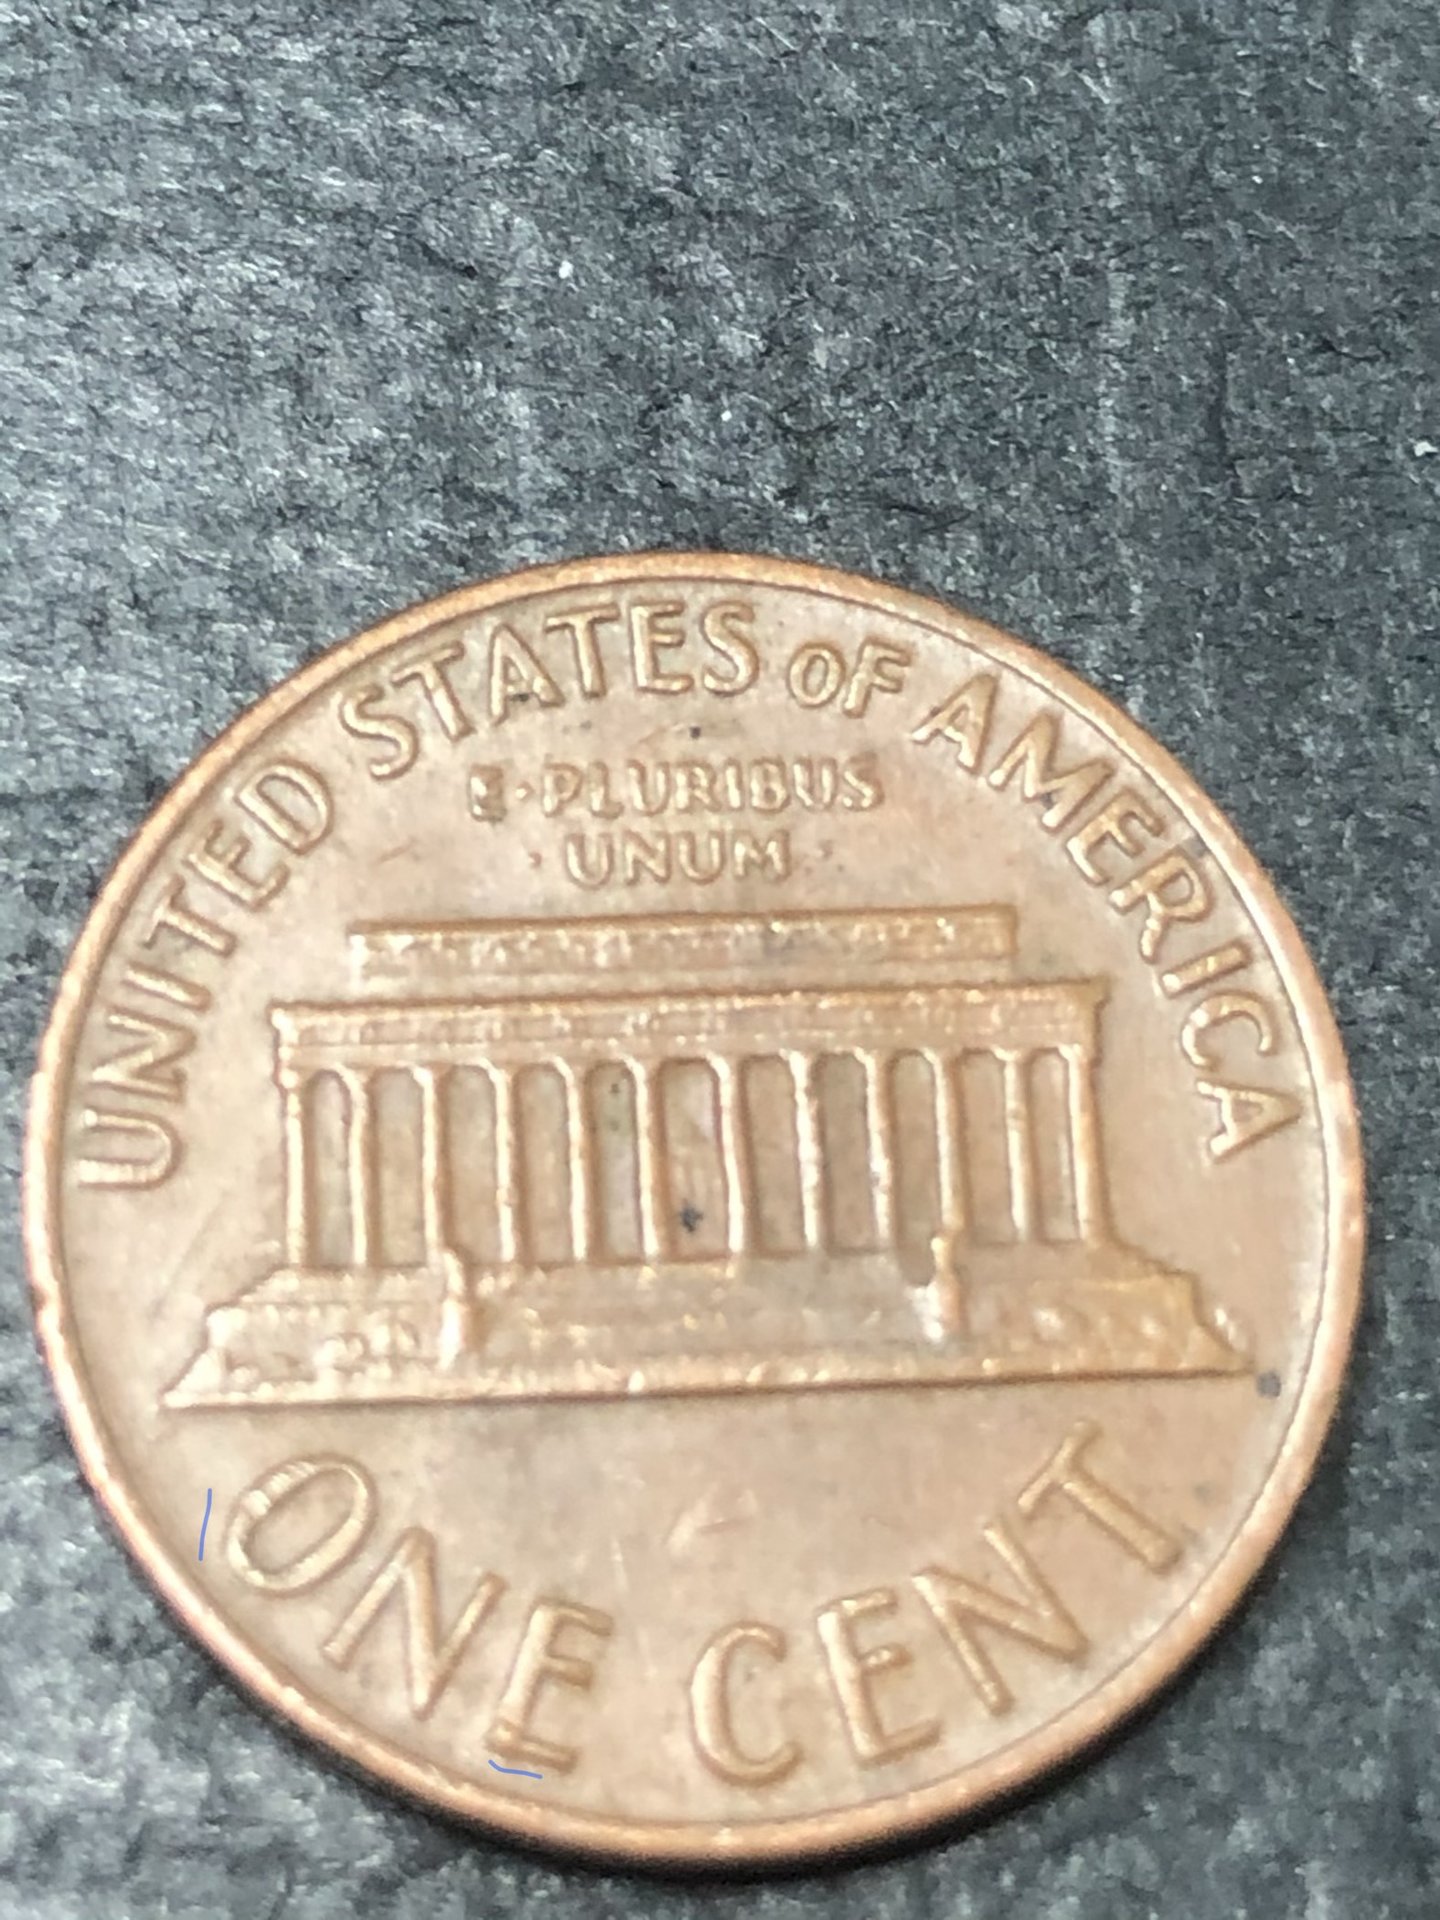 UNITED STATES OF AMERICA
E·PLURIBUS
·UNUM·
ONE CENT